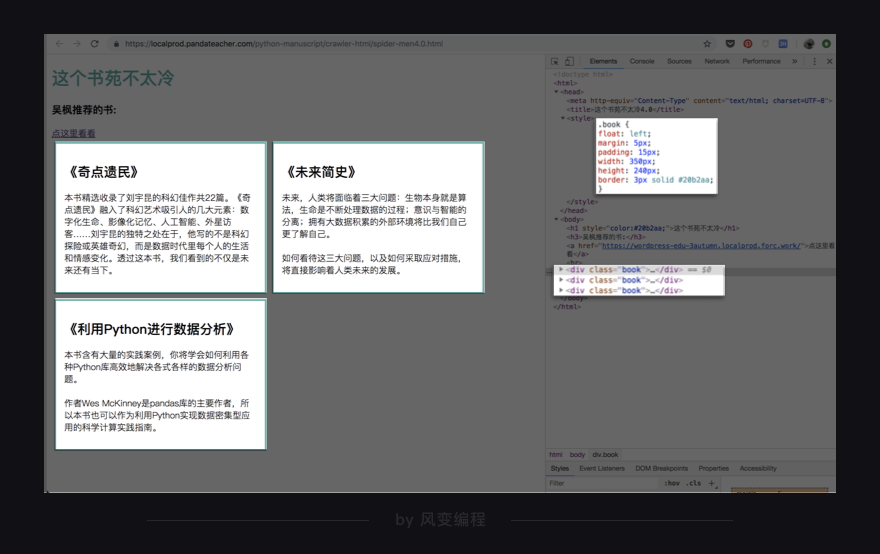 https://localprod.pandateacher.com/python-manuscript/crawler-html/spider-men4.0.html
这个书苑不太冷
吴枫推荐的书:
点这里看看
《奇点遗民》
本书精选收录了刘宇昆的科幻佳作共22篇。《奇
点遗民》融入了科幻艺术吸引人的几大元素：数
字化生命、影像化记忆、人工智能、外星访
客……刘宇昆的独特之处在于，他写的不是科幻
探险或英雄奇幻，而是数据时代里每个人的生活
和情感变化。透过这本书，我们看到的不仅是未
来还有当下。
《未来简史》
未来，人类将面临着三大问题：生物本身就是算
法，生命是不断处理数据的过程；意识与智能的
分离；拥有大数据积累的外部环境将比我们自己
更了解自己。
如何看待这三大问题，以及如何采取应对措施，
将直接影响着人类未来的发展。
《利用Python进行数据分析》
本书含有大量的实践案例，你将学会如何利用各
种Python库高效地解决各式各样的数据分析问
题。
作者Wes McKinney是pandas库的主要作者，所
以本书也可以作为利用Python实现数据密集型应
用的科学计算实践指南。
Elements Console Sources Network Performance »
<!doctype html>
<html>
<head>
<meta http-equiv="Content-Type" content="text/html; charset=UTF-8">
<title>这个书苑不太冷4.0</title>
<style>
.book {
float: left;
margin: 5px;
padding: 15px;
width: 350px;
height: 240px;
border: 3px solid #20b2aa;
}
</style>
</head>
<body>
<h1 style="color:#20b2aa;">这个书苑不太冷</h1>
<h3>吴枫推荐的书:</h3>
<a href="https://wordpress-edu-3autumn.localprod.forc.work/">点这里看
看</a>
<br>
<div class="book">…</div> == $0
<div class="book">…</div>
<div class="book">…</div>
</body>
</html>
html body div.book
Styles Event Listeners DOM Breakpoints Properties Accessibility
Filter :hov .cls +
by 风变编程